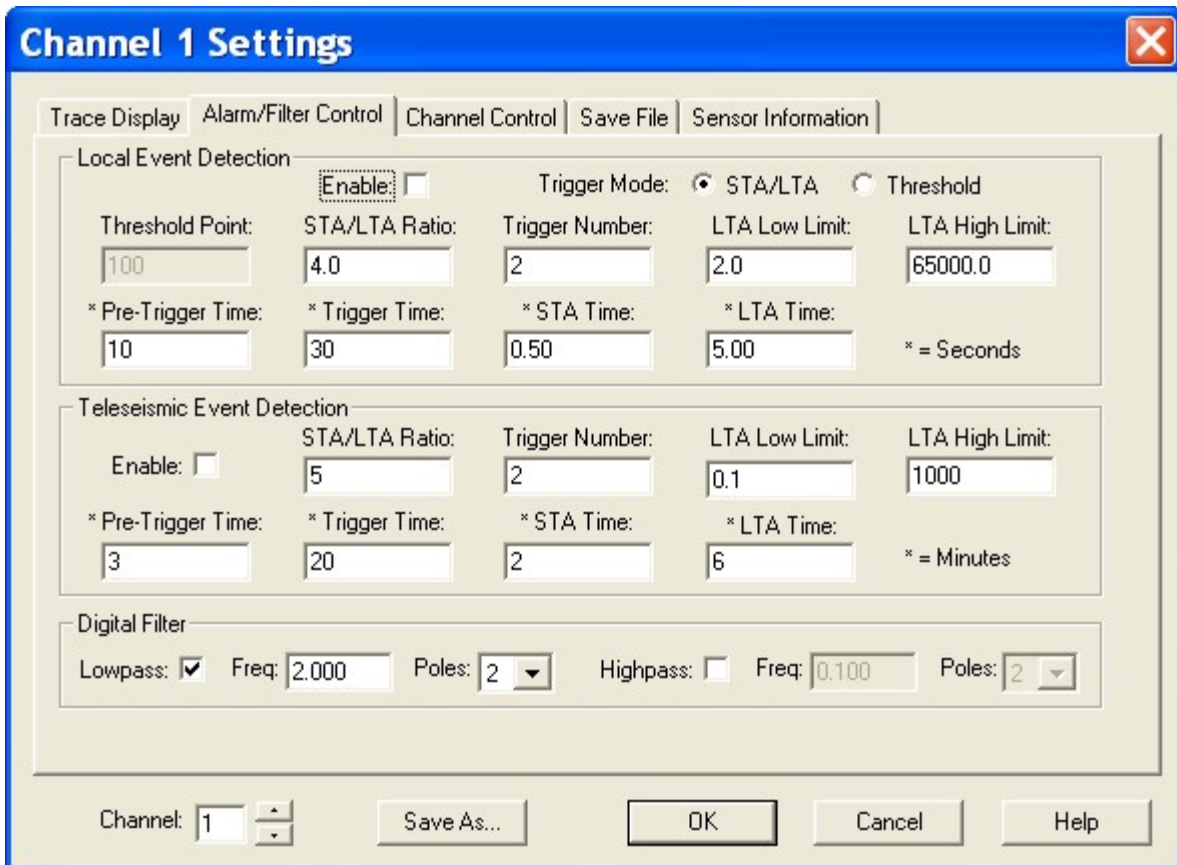 Channel 1 Settings
Trace Display Alarm/Filter Control Channel Control Save File Sensor Information
Local Event Detection
Enable: Trigger Mode: STA/LTA Threshold
Threshold Point: STA/LTA Ratio: Trigger Number: LTA Low Limit: LTA High Limit:
100 4.0 2 2.0 65000.0
* Pre-Trigger Time: * Trigger Time: * STA Time: * LTA Time:
10 30 0.50 5.00 * = Seconds
Teleseismic Event Detection
STA/LTA Ratio: Trigger Number: LTA Low Limit: LTA High Limit:
Enable: 5 2 0.1 1000
* Pre-Trigger Time: * Trigger Time: * STA Time: * LTA Time:
3 20 2 6 * = Minutes
Digital Filter
Lowpass: Freq: 2.000 Poles: 2 Highpass: Freq: 0.100 Poles: 2
Channel: 1 Save As... OK Cancel Help